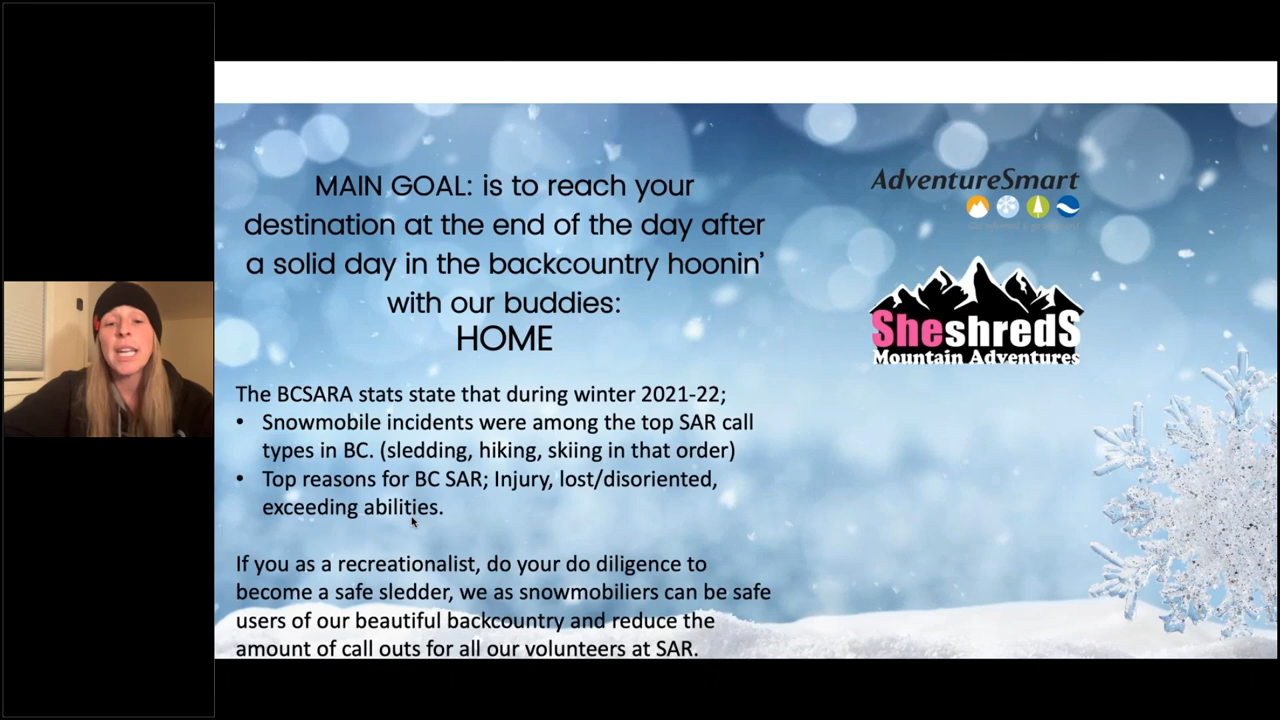 MAIN GOAL: is to reach your
destination at the end of the day after
a solid day in the backcountry hoonin’
with our buddies:
HOME
AdventureSmart
SheshredS
Mountain Adventures
The BCSARA stats state that during winter 2021-22;
• Snowmobile incidents were among the top SAR call
types in BC. (sledding, hiking, skiing in that order)
• Top reasons for BC SAR; Injury, lost/disoriented,
exceeding abilities.
If you as a recreationalist, do your do diligence to
become a safe sledder, we as snowmobiliers can be safe
users of our beautiful backcountry and reduce the
amount of call outs for all our volunteers at SAR.